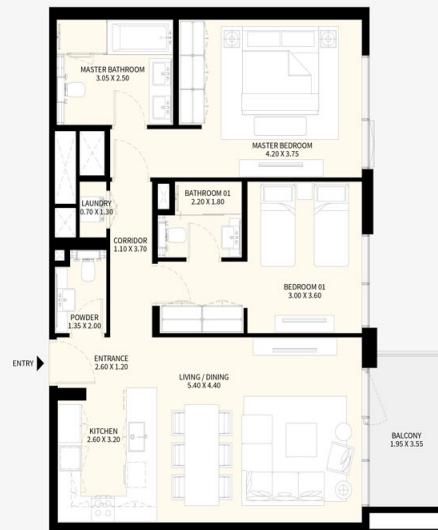 MASTER BATHROOM
3.05 X 2.50
MASTER BEDROOM
4.20 X 3.75
LAUNDRY
0.70 X 1.30
BATHROOM 01
2.20 X 1.80
CORRIDOR
1.10 X 3.70
BEDROOM 01
3.00 X 3.60
POWDER
1.35 X 2.00
ENTRY
ENTRANCE
2.60 X 1.20
LIVING / DINING
5.40 X 4.40
KITCHEN
2.60 X 3.20
BALCONY
1.95 X 3.55